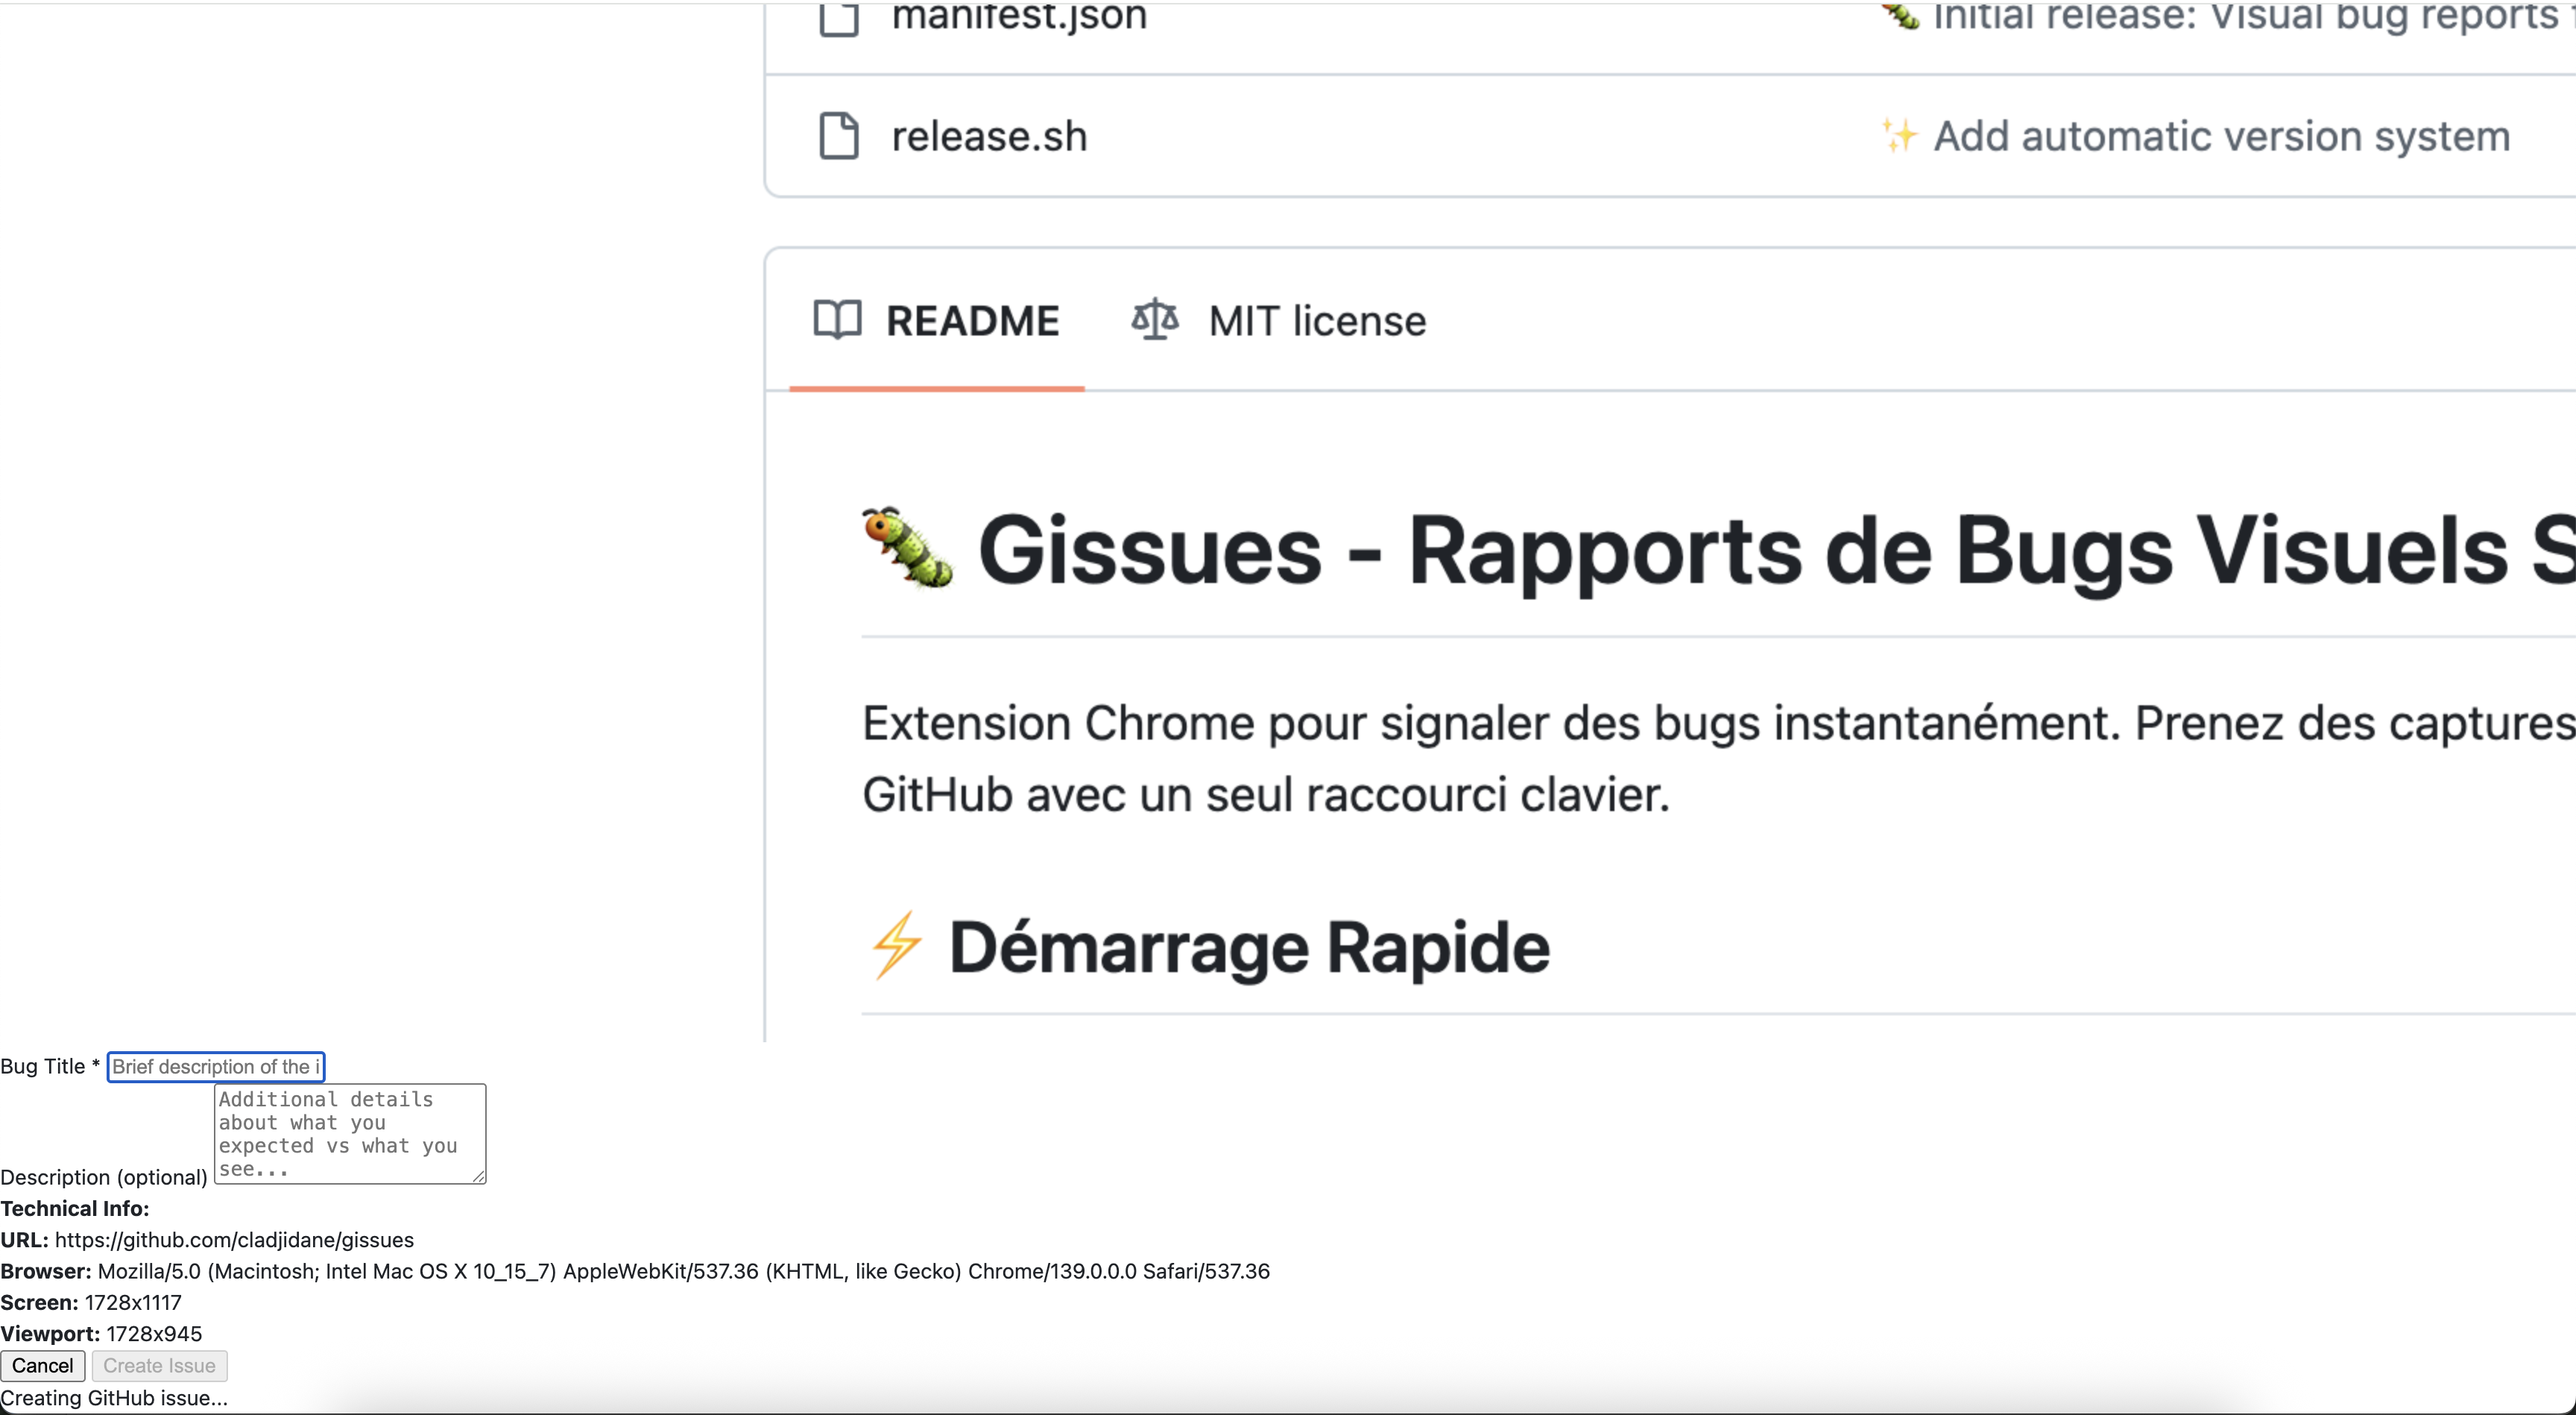 manifest.json
Initial release: Visual bug reports
release.sh
Add automatic version system
README
MIT license
Gissues - Rapports de Bugs Visuels S
Extension Chrome pour signaler des bugs instantanément. Prenez des captures
GitHub avec un seul raccourci clavier.
Démarrage Rapide
Bug Title * Brief description of the i
Additional details
about what you
expected vs what you
see...
Description (optional)
Technical Info:
URL: https://github.com/cladjidane/gissues
Browser: Mozilla/5.0 (Macintosh; Intel Mac OS X 10_15_7) AppleWebKit/537.36 (KHTML, like Gecko) Chrome/139.0.0.0 Safari/537.36
Screen: 1728x1117
Viewport: 1728x945
Cancel Create Issue
Creating GitHub issue...